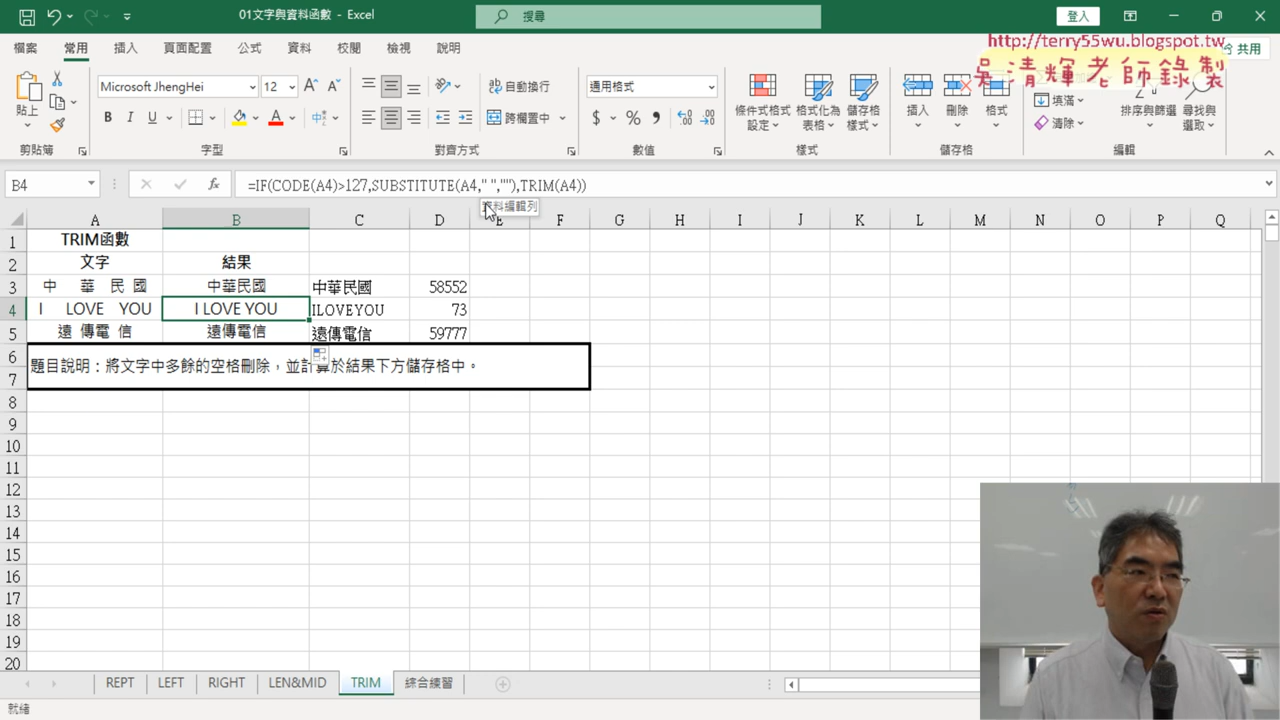 01文字與資料函數 - Excel
搜尋
登入
檔案 常用 插入 頁面配置 公式 資料 校閱 檢視 說明
共用
http://terry55wu.blogspot.tw
吳清輝老師錄製
貼上
Microsoft JhengHei 12
B I U
自動換行
跨欄置中
通用格式
$ %
條件式格式設定
格式化為表格
儲存格樣式
插入 刪除 格式
填滿
清除
排序與篩選
尋找與選取
剪貼簿 字型 對齊方式 數值 樣式 儲存格 編輯
B4 fx =IF(CODE(A4)>127,SUBSTITUTE(A4," ",""),TRIM(A4))
資料編輯列
A B C D E F G H I J K L M N O P Q
1 TRIM函數
2 文字 結果
3 中 華 民 國 中華民國 中華民國 58552
4 I LOVE YOU I LOVE YOU ILOVEYOU 73
5 遠 傳電 信 遠傳電信 遠傳電信 59777
6
題目說明：將文字中多餘的空格刪除，並計算於結果下方儲存格中。
7
8
9
10
11
12
13
14
15
16
17
18
19
20
REPT LEFT RIGHT LEN&MID TRIM 綜合練習
就緒